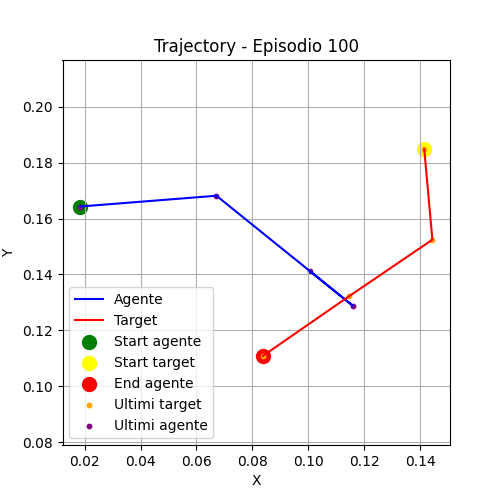 Trajectory - Episodio 100
Y
0.20
0.18
0.16
0.14
0.12
0.10
0.08
Agente
Target
Start agente
Start target
End agente
Ultimi target
Ultimi agente
0.02 0.04 0.06 0.08 0.10 0.12 0.14
X